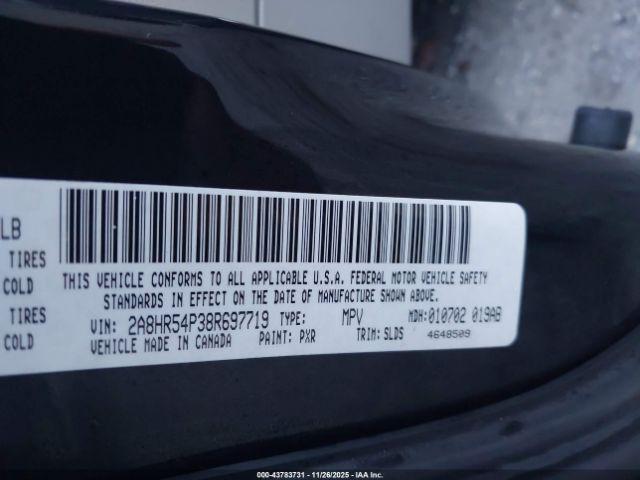 LB
TIRES
COLD
TIRES
COLD
THIS VEHICLE CONFORMS TO ALL APPLICABLE U.S.A. FEDERAL MOTOR VEHICLE SAFETY
STANDARDS IN EFFECT ON THE DATE OF MANUFACTURE SHOWN ABOVE.
VIN: 2A8HR54P38R697719 TYPE: MPV MDH:010702 019AB
VEHICLE MADE IN CANADA PAINT: PXR TRIM: SLDS 4648509
000-43783731 - 11/26/2025 - IAA Inc.